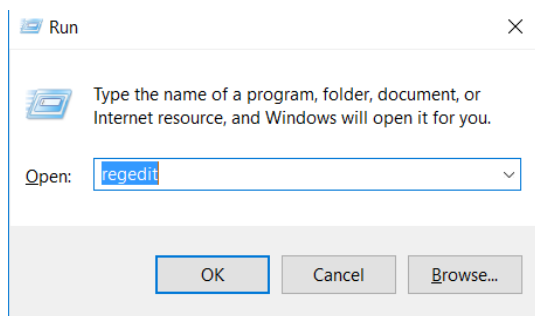 Run
Type the name of a program, folder, document, or
Internet resource, and Windows will open it for you.
Open: regedit
OK Cancel Browse...